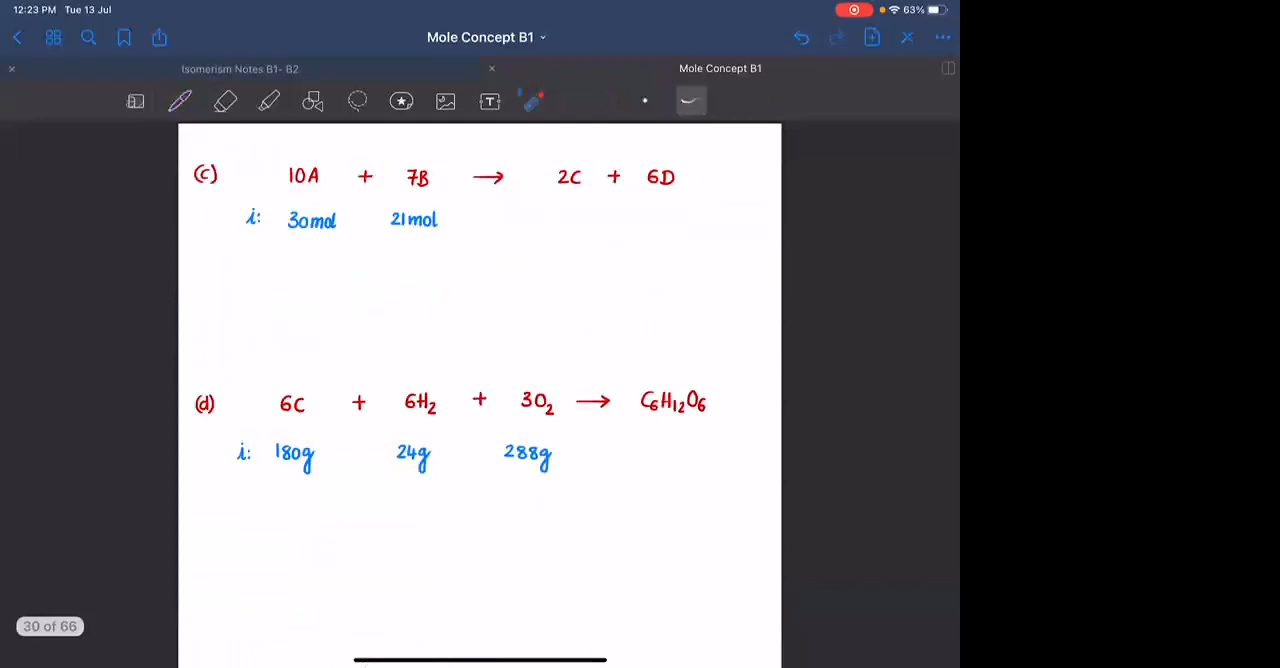 12:23 PM Tue 13 Jul 63%
Mole Concept B1
Isomerism Notes B1- B2 Mole Concept B1
(c) 10A + 7B → 2C + 6D
i: 30mol 21mol
(d) 6C + 6H₂ + 3O₂ → C₆H₁₂O₆
i: 180g 24g 288g
30 of 66